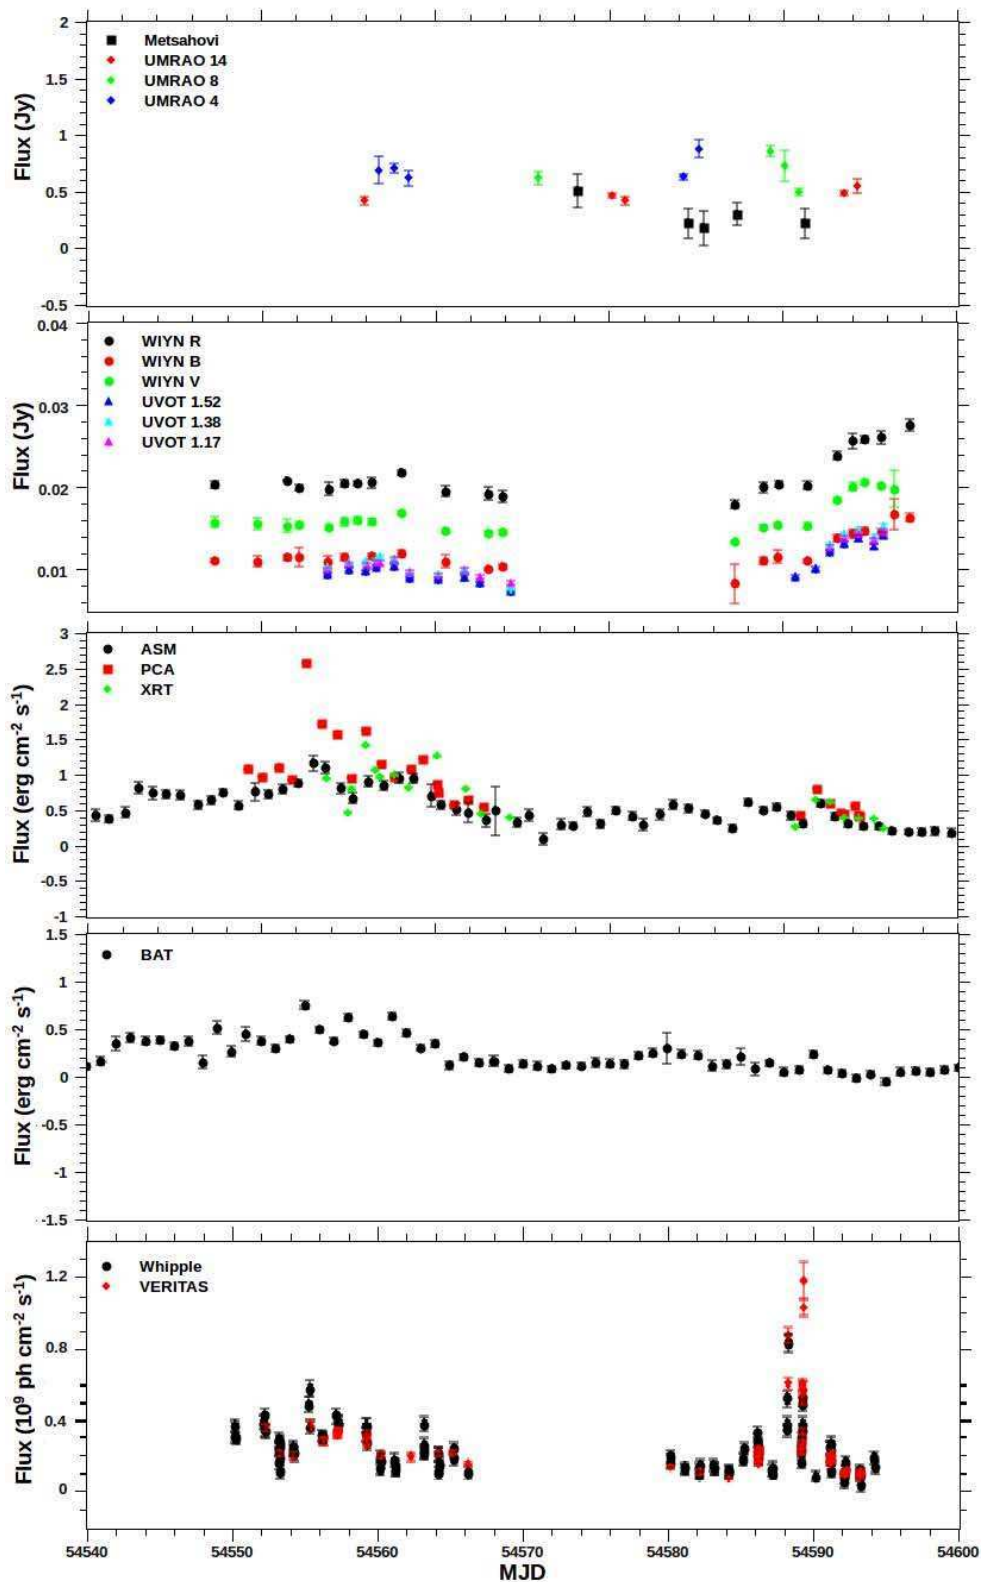 2
1.5
1
0.5
0
-0.5
Flux (Jy)
Metsahovi
UMRAO 14
UMRAO 8
UMRAO 4
0.04
0.03
0.02
0.01
Flux (Jy)
WIYN R
WIYN B
WIYN V
UVOT 1.52
UVOT 1.38
UVOT 1.17
3
2.5
2
1.5
1
0.5
0
-0.5
-1
Flux (erg cm⁻² s⁻¹)
ASM
PCA
XRT
1.5
1
0.5
0
-0.5
-1
-1.5
Flux (erg cm⁻² s⁻¹)
BAT
1.2
0.8
0.4
0
Flux (10⁹ ph cm⁻² s⁻¹)
Whipple
VERITAS
54540 54550 54560 54570 54580 54590 54600
MJD